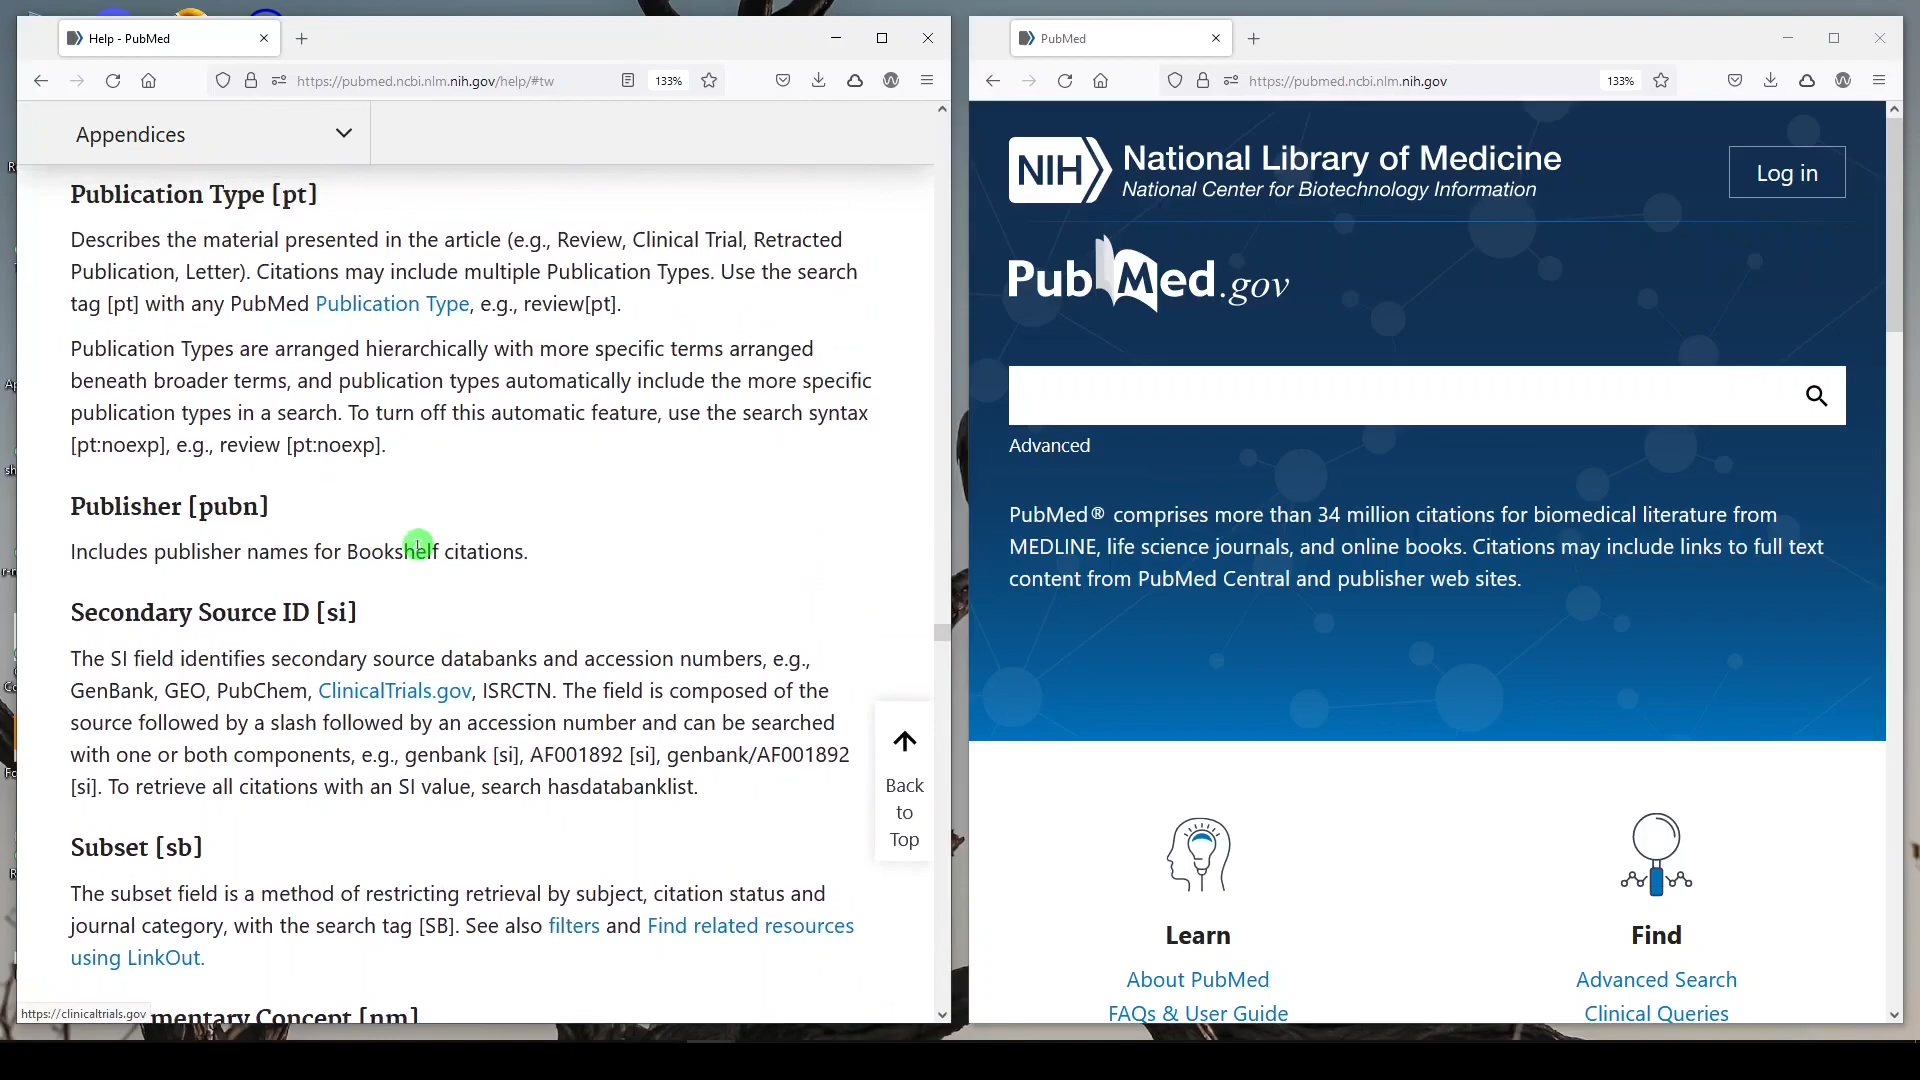 Help - PubMed
https://pubmed.ncbi.nlm.nih.gov/help/#tw
133%
Appendices
Publication Type [pt]
Describes the material presented in the article (e.g., Review, Clinical Trial, Retracted
Publication, Letter). Citations may include multiple Publication Types. Use the search
tag [pt] with any PubMed Publication Type, e.g., review[pt].
Publication Types are arranged hierarchically with more specific terms arranged
beneath broader terms, and publication types automatically include the more specific
publication types in a search. To turn off this automatic feature, use the search syntax
[pt:noexp], e.g., review [pt:noexp].
Publisher [pubn]
Includes publisher names for Bookshelf citations.
Secondary Source ID [si]
The SI field identifies secondary source databanks and accession numbers, e.g.,
GenBank, GEO, PubChem, ClinicalTrials.gov, ISRCTN. The field is composed of the
source followed by a slash followed by an accession number and can be searched
with one or both components, e.g., genbank [si], AF001892 [si], genbank/AF001892
[si]. To retrieve all citations with an SI value, search hasdatabanklist.
Subset [sb]
The subset field is a method of restricting retrieval by subject, citation status and
journal category, with the search tag [SB]. See also filters and Find related resources
using LinkOut.
mentary Concept [nm]
https://clinicaltrials.gov
Back
to
Top
PubMed
https://pubmed.ncbi.nlm.nih.gov
133%
NIH
National Library of Medicine
National Center for Biotechnology Information
Log in
PubMed.gov
Advanced
PubMed® comprises more than 34 million citations for biomedical literature from
MEDLINE, life science journals, and online books. Citations may include links to full text
content from PubMed Central and publisher web sites.
Learn
About PubMed
FAQs & User Guide
Find
Advanced Search
Clinical Queries